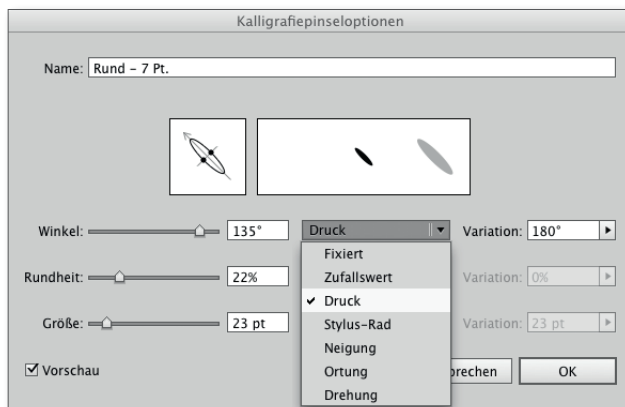 Kalligrafiepinseloptionen
Name: Rund – 7 Pt.
Winkel: 135° Druck Variation: 180°
Fixiert
Rundheit: 22% Zufallswert Variation: 0%
✓ Druck
Größe: 23 pt Stylus-Rad Variation: 23 pt
Neigung
Vorschau Ortung brechen OK
Drehung